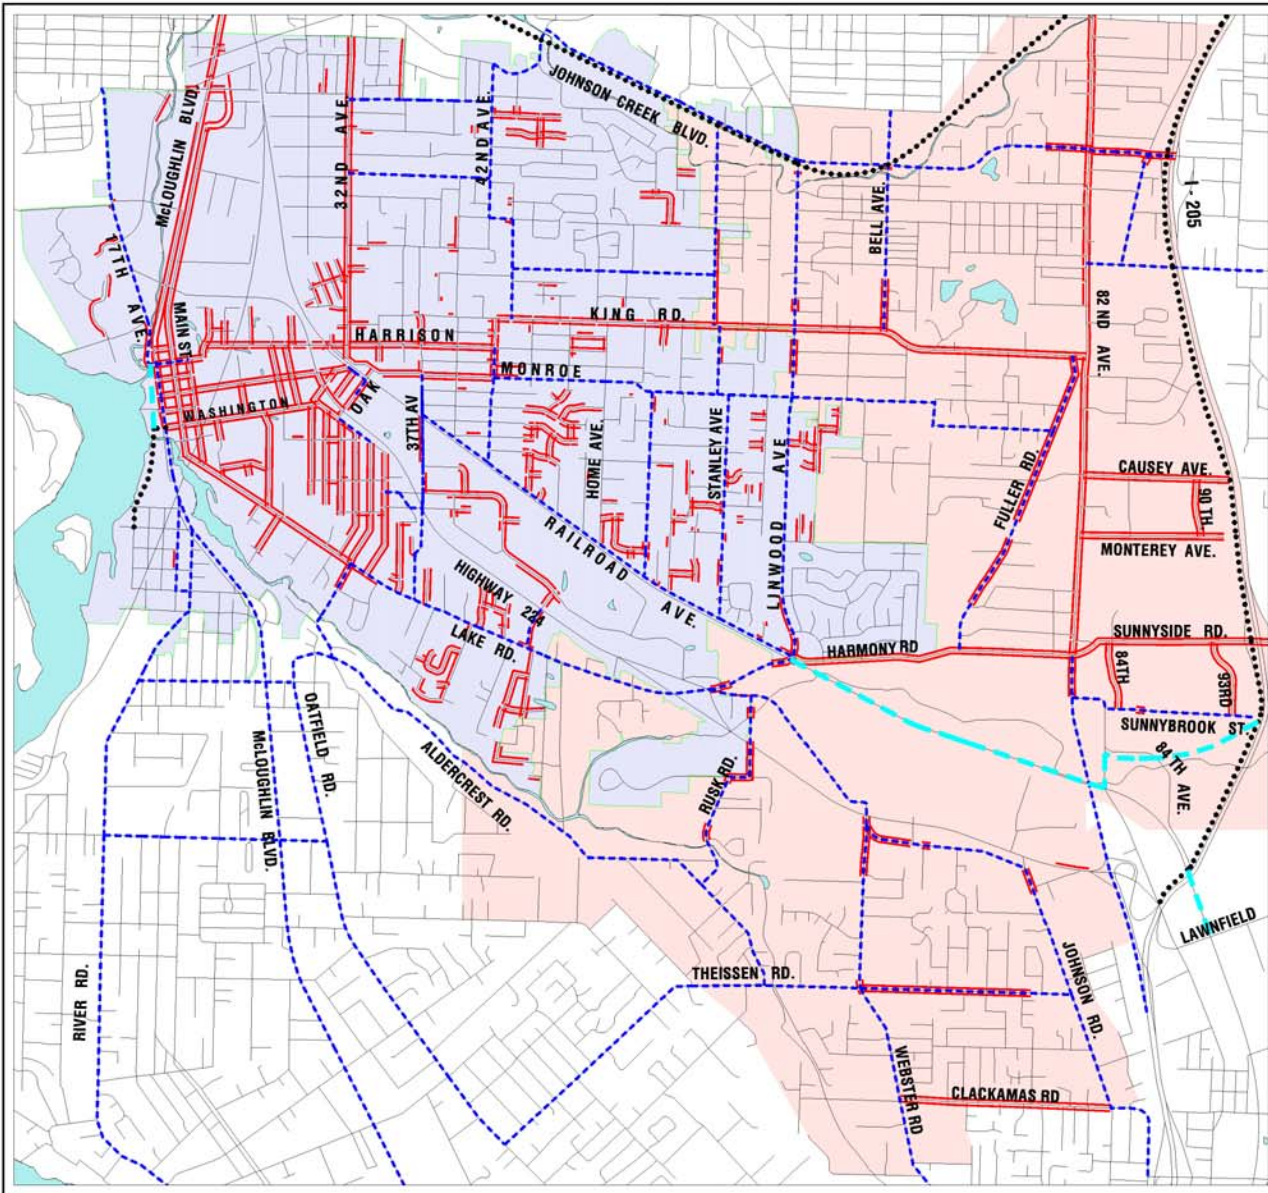 JOHNSON CREEK BLVD.
McLOUGHLIN BLVD.
32ND AVE.
42ND AVE.
BELL AVE.
I - 205
17TH AVE.
MAIN ST.
82ND AVE.
KING RD.
HARRISON
MONROE
WASHINGTON
OAK
37TH AV
HOME AVE.
STANLEY AVE
LINWOOD AVE
FULLER RD.
CAUSEY AVE.
90 TH
MONTEREY AVE.
RAILROAD AVE.
HIGHWAY 224
LAKE RD.
HARMONY RD
SUNNYSIDE RD.
84TH
93RD
SUNNYBROOK ST.
84 TH AVE.
OATFIELD RD.
McLOUGHLIN BLVD.
ALDERCREST RD.
RUSK RD.
LAWNFIELD
RIVER RD.
THEISSEN RD.
JOHNSON RD.
WEBSTER RD
CLACKAMAS RD